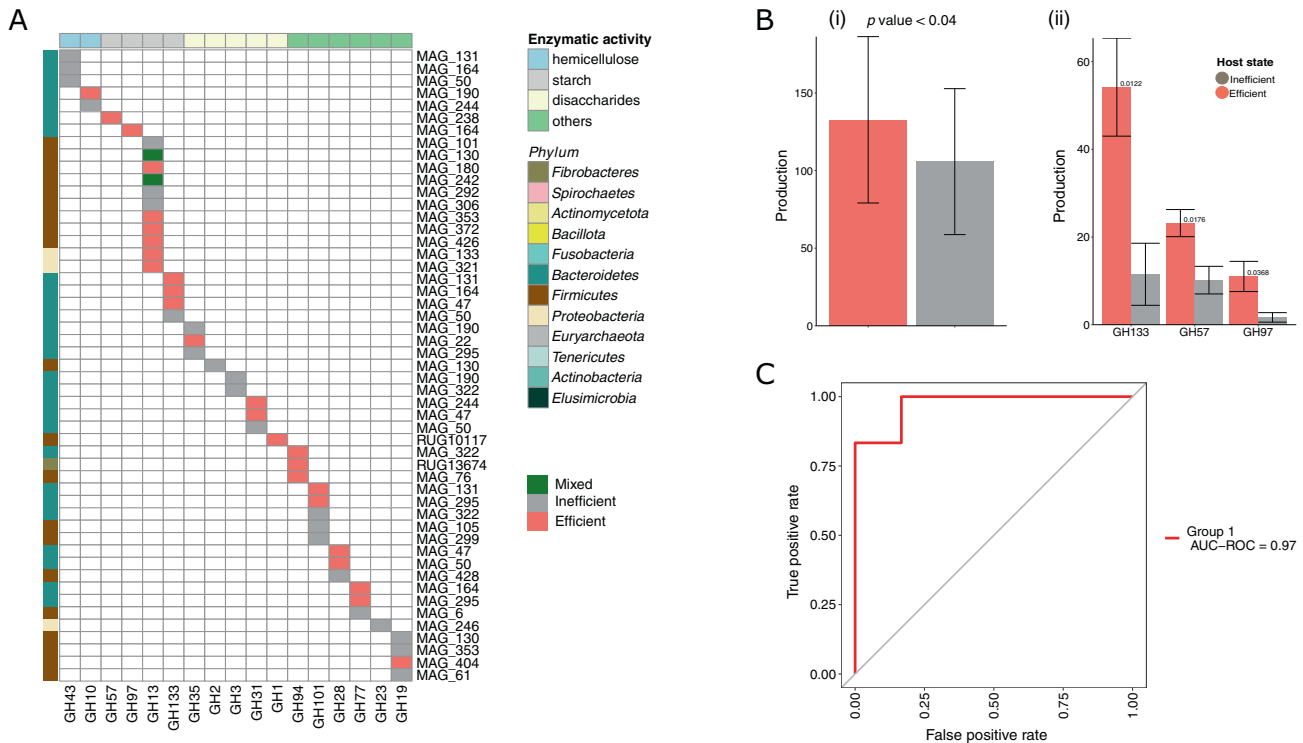 A
MAG_131
MAG_164
MAG_50
MAG_190
MAG_244
MAG_238
MAG_164
MAG_101
MAG_130
MAG_180
MAG_242
MAG_292
MAG_306
MAG_353
MAG_372
MAG_426
MAG_133
MAG_321
MAG_131
MAG_164
MAG_47
MAG_50
MAG_190
MAG_22
MAG_295
MAG_130
MAG_190
MAG_322
MAG_244
MAG_47
MAG_50
RUG10117
MAG_322
RUG13674
MAG_76
MAG_131
MAG_295
MAG_322
MAG_105
MAG_299
MAG_47
MAG_50
MAG_428
MAG_164
MAG_295
MAG_6
MAG_246
MAG_130
MAG_353
MAG_404
MAG_61
GH43
GH10
GH57
GH97
GH13
GH133
GH35
GH2
GH3
GH31
GH1
GH94
GH101
GH28
GH77
GH23
GH19
Enzymatic activity
hemicellulose
starch
disaccharides
others
Phylum
Fibrobacteres
Spirochaetes
Actinomycetota
Bacillota
Fusobacteria
Bacteroidetes
Firmicutes
Proteobacteria
Euryarchaeota
Tenericutes
Actinobacteria
Elusimicrobia
Mixed
Inefficient
Efficient
B
(i)
p value < 0.04
Production
150
100
50
0
(ii)
Production
60
40
20
0
0.0122
0.0176
0.0368
GH133 GH57 GH97
Host state
Inefficient
Efficient
C
True positive rate
1.00
0.75
0.50
0.25
0.00
0.00
0.25
0.50
0.75
1.00
False positive rate
Group 1
AUC−ROC = 0.97